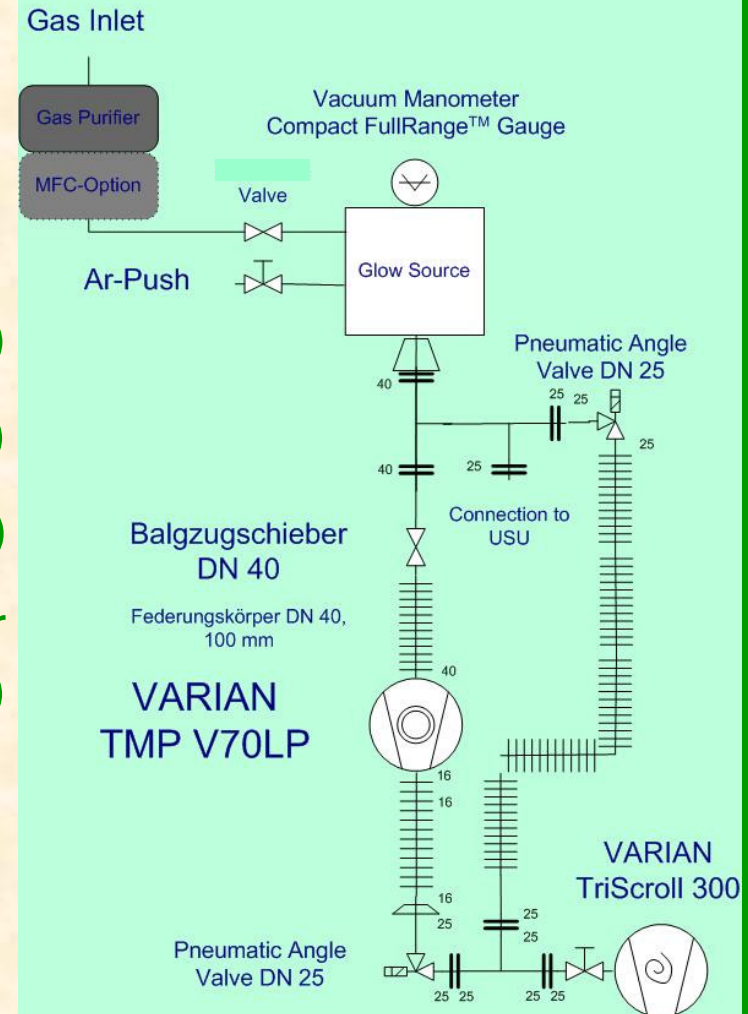 Gas Inlet
Gas Purifier
MFC-Option
Vacuum Manometer
Compact FullRange™ Gauge
Valve
Ar-Push
Glow Source
Pneumatic Angle
Valve DN 25
40
25 25
25
40
25
Connection to
USU
Balgzugschieber
DN 40
Federungskörper DN 40,
100 mm
40
VARIAN
TMP V70LP
16
16
VARIAN
TriScroll 300
16
25
25
25
Pneumatic Angle
Valve DN 25
25 25
25 25